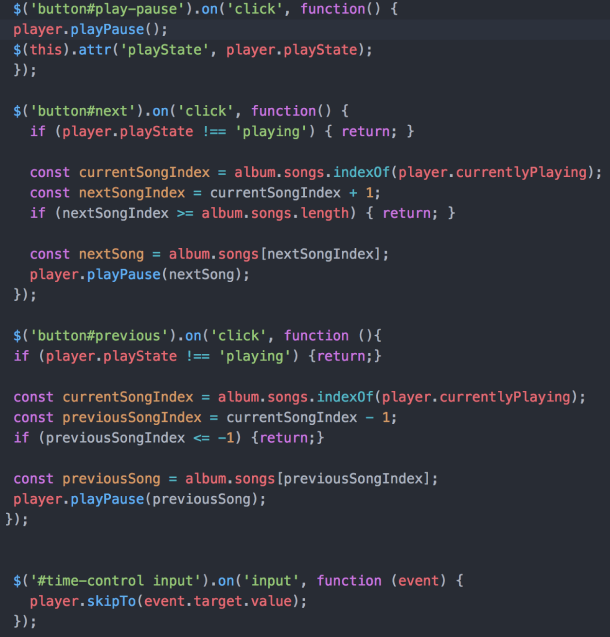 $('button#play-pause').on('click', function() {
player.playPause();
$(this).attr('playState', player.playState);
});
$('button#next').on('click', function() {
if (player.playState !== 'playing') { return; }
const currentSongIndex = album.songs.indexOf(player.currentlyPlaying);
const nextSongIndex = currentSongIndex + 1;
if (nextSongIndex >= album.songs.length) { return; }
const nextSong = album.songs[nextSongIndex];
player.playPause(nextSong);
});
$('button#previous').on('click', function (){
if (player.playState !== 'playing') {return;}
const currentSongIndex = album.songs.indexOf(player.currentlyPlaying);
const previousSongIndex = currentSongIndex - 1;
if (previousSongIndex <= -1) {return;}
const previousSong = album.songs[previousSongIndex];
player.playPause(previousSong);
});
$('#time-control input').on('input', function (event) {
player.skipTo(event.target.value);
});